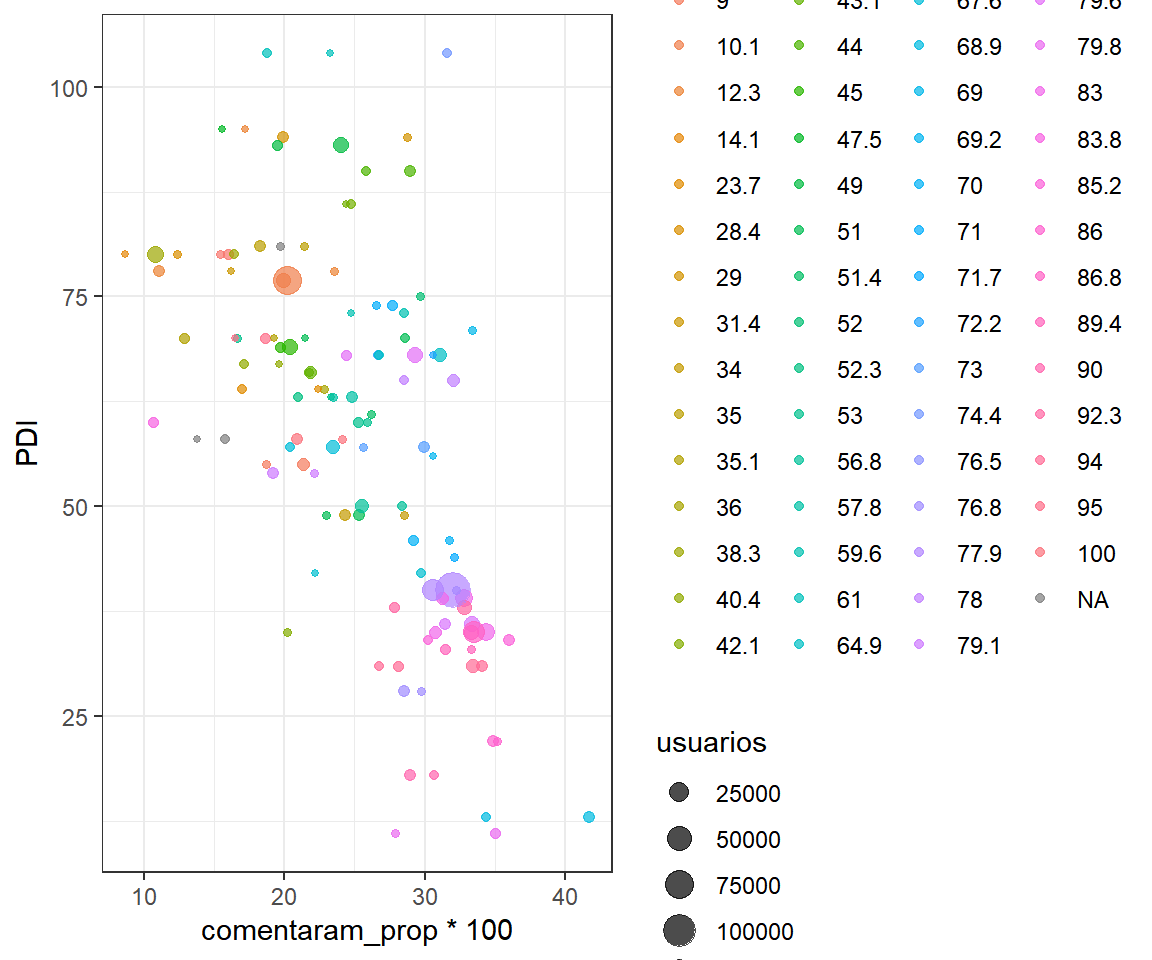 9 43.1 67.6 79.6
10.1 44 68.9 79.8
12.3 45 69 83
14.1 47.5 69.2 83.8
23.7 49 70 85.2
28.4 51 71 86
29 51.4 71.7 86.8
31.4 52 72.2 89.4
34 52.3 73 90
35 53 74.4 92.3
35.1 56.8 76.5 94
36 57.8 76.8 95
38.3 59.6 77.9 100
40.4 61 78 NA
42.1 64.9 79.1
100
75
50
25
PDI
10 20 30 40
comentaram_prop * 100
usuarios
25000
50000
75000
100000